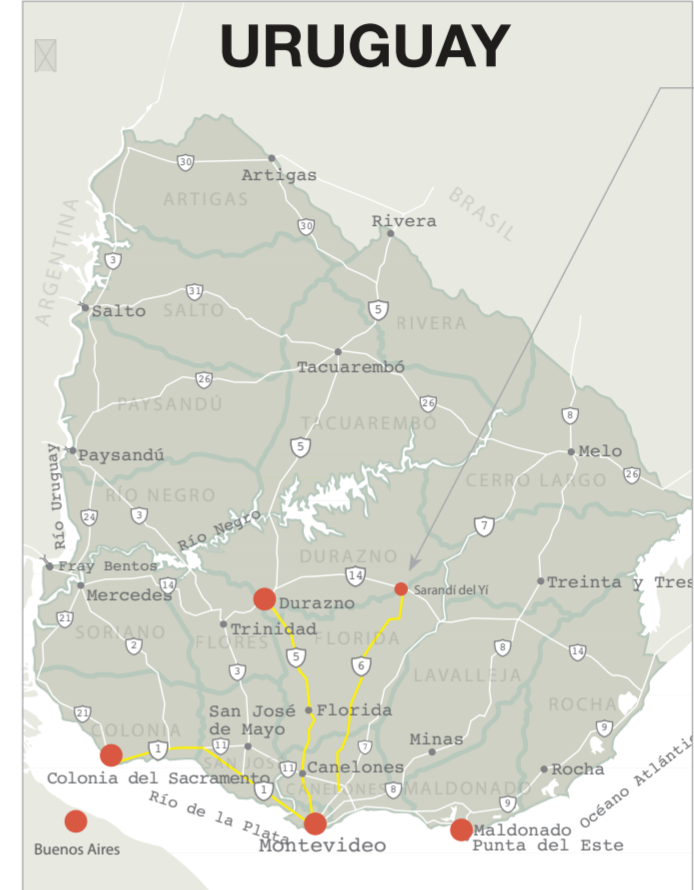 URUGUAY
30
Artigas
ARTIGAS
BRASIL
30
Rivera
ARGENTINA
3
31
Salto
SALTO
5
RIVERA
Tacuarembó
26
PAYSANDÚ
26
TACUAREMBÓ
8
5
Melo
Paysandú
CERRO LARGO
26
Río Uruguay
RÍO NEGRO
24
3
Río Negro
7
DURAZNO
Fray Bentos
14
14
Mercedes
Sarandí del Yí
Treinta y Tres
Durazno
21
SORIANO
Trinidad
2
FLORES
FLORIDA
5
6
8
14
3
LAVALLEJA
21
San José
de Mayo
Florida
ROCHA
9
COLONIA
1
11
7
Minas
SAN JOS
11
Canelones
Rocha
Colonia del Sacramento
1
CANELONES
8
MALDONADO
9
Océano Atlántic
Río de la Plata
Buenos Aires
Montevideo
Maldonado
Punta del Este